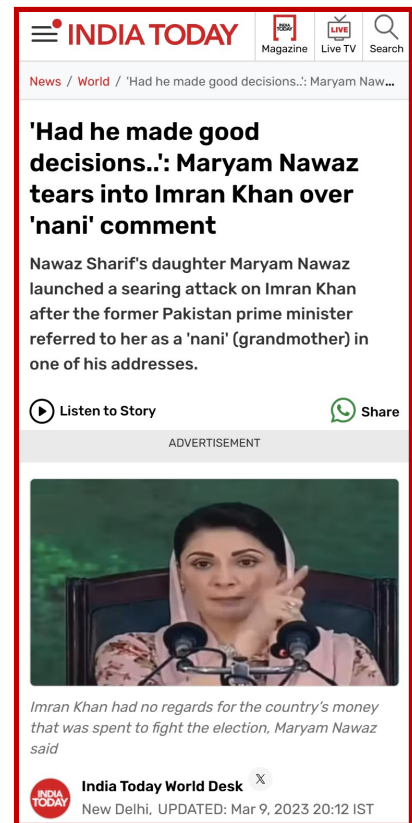 INDIA TODAY
INDIA TODAY
Magazine
LIVE
Live TV
Search
News / World / 'Had he made good decisions..': Maryam Naw...
'Had he made good
decisions..': Maryam Nawaz
tears into Imran Khan over
'nani' comment
Nawaz Sharif's daughter Maryam Nawaz
launched a searing attack on Imran Khan
after the former Pakistan prime minister
referred to her as a 'nani' (grandmother) in
one of his addresses.
Listen to Story
Share
ADVERTISEMENT
Imran Khan had no regards for the country's money
that was spent to fight the election, Maryam Nawaz
said
INDIA
TODAY
India Today World Desk X
New Delhi, UPDATED: Mar 9, 2023 20:12 IST